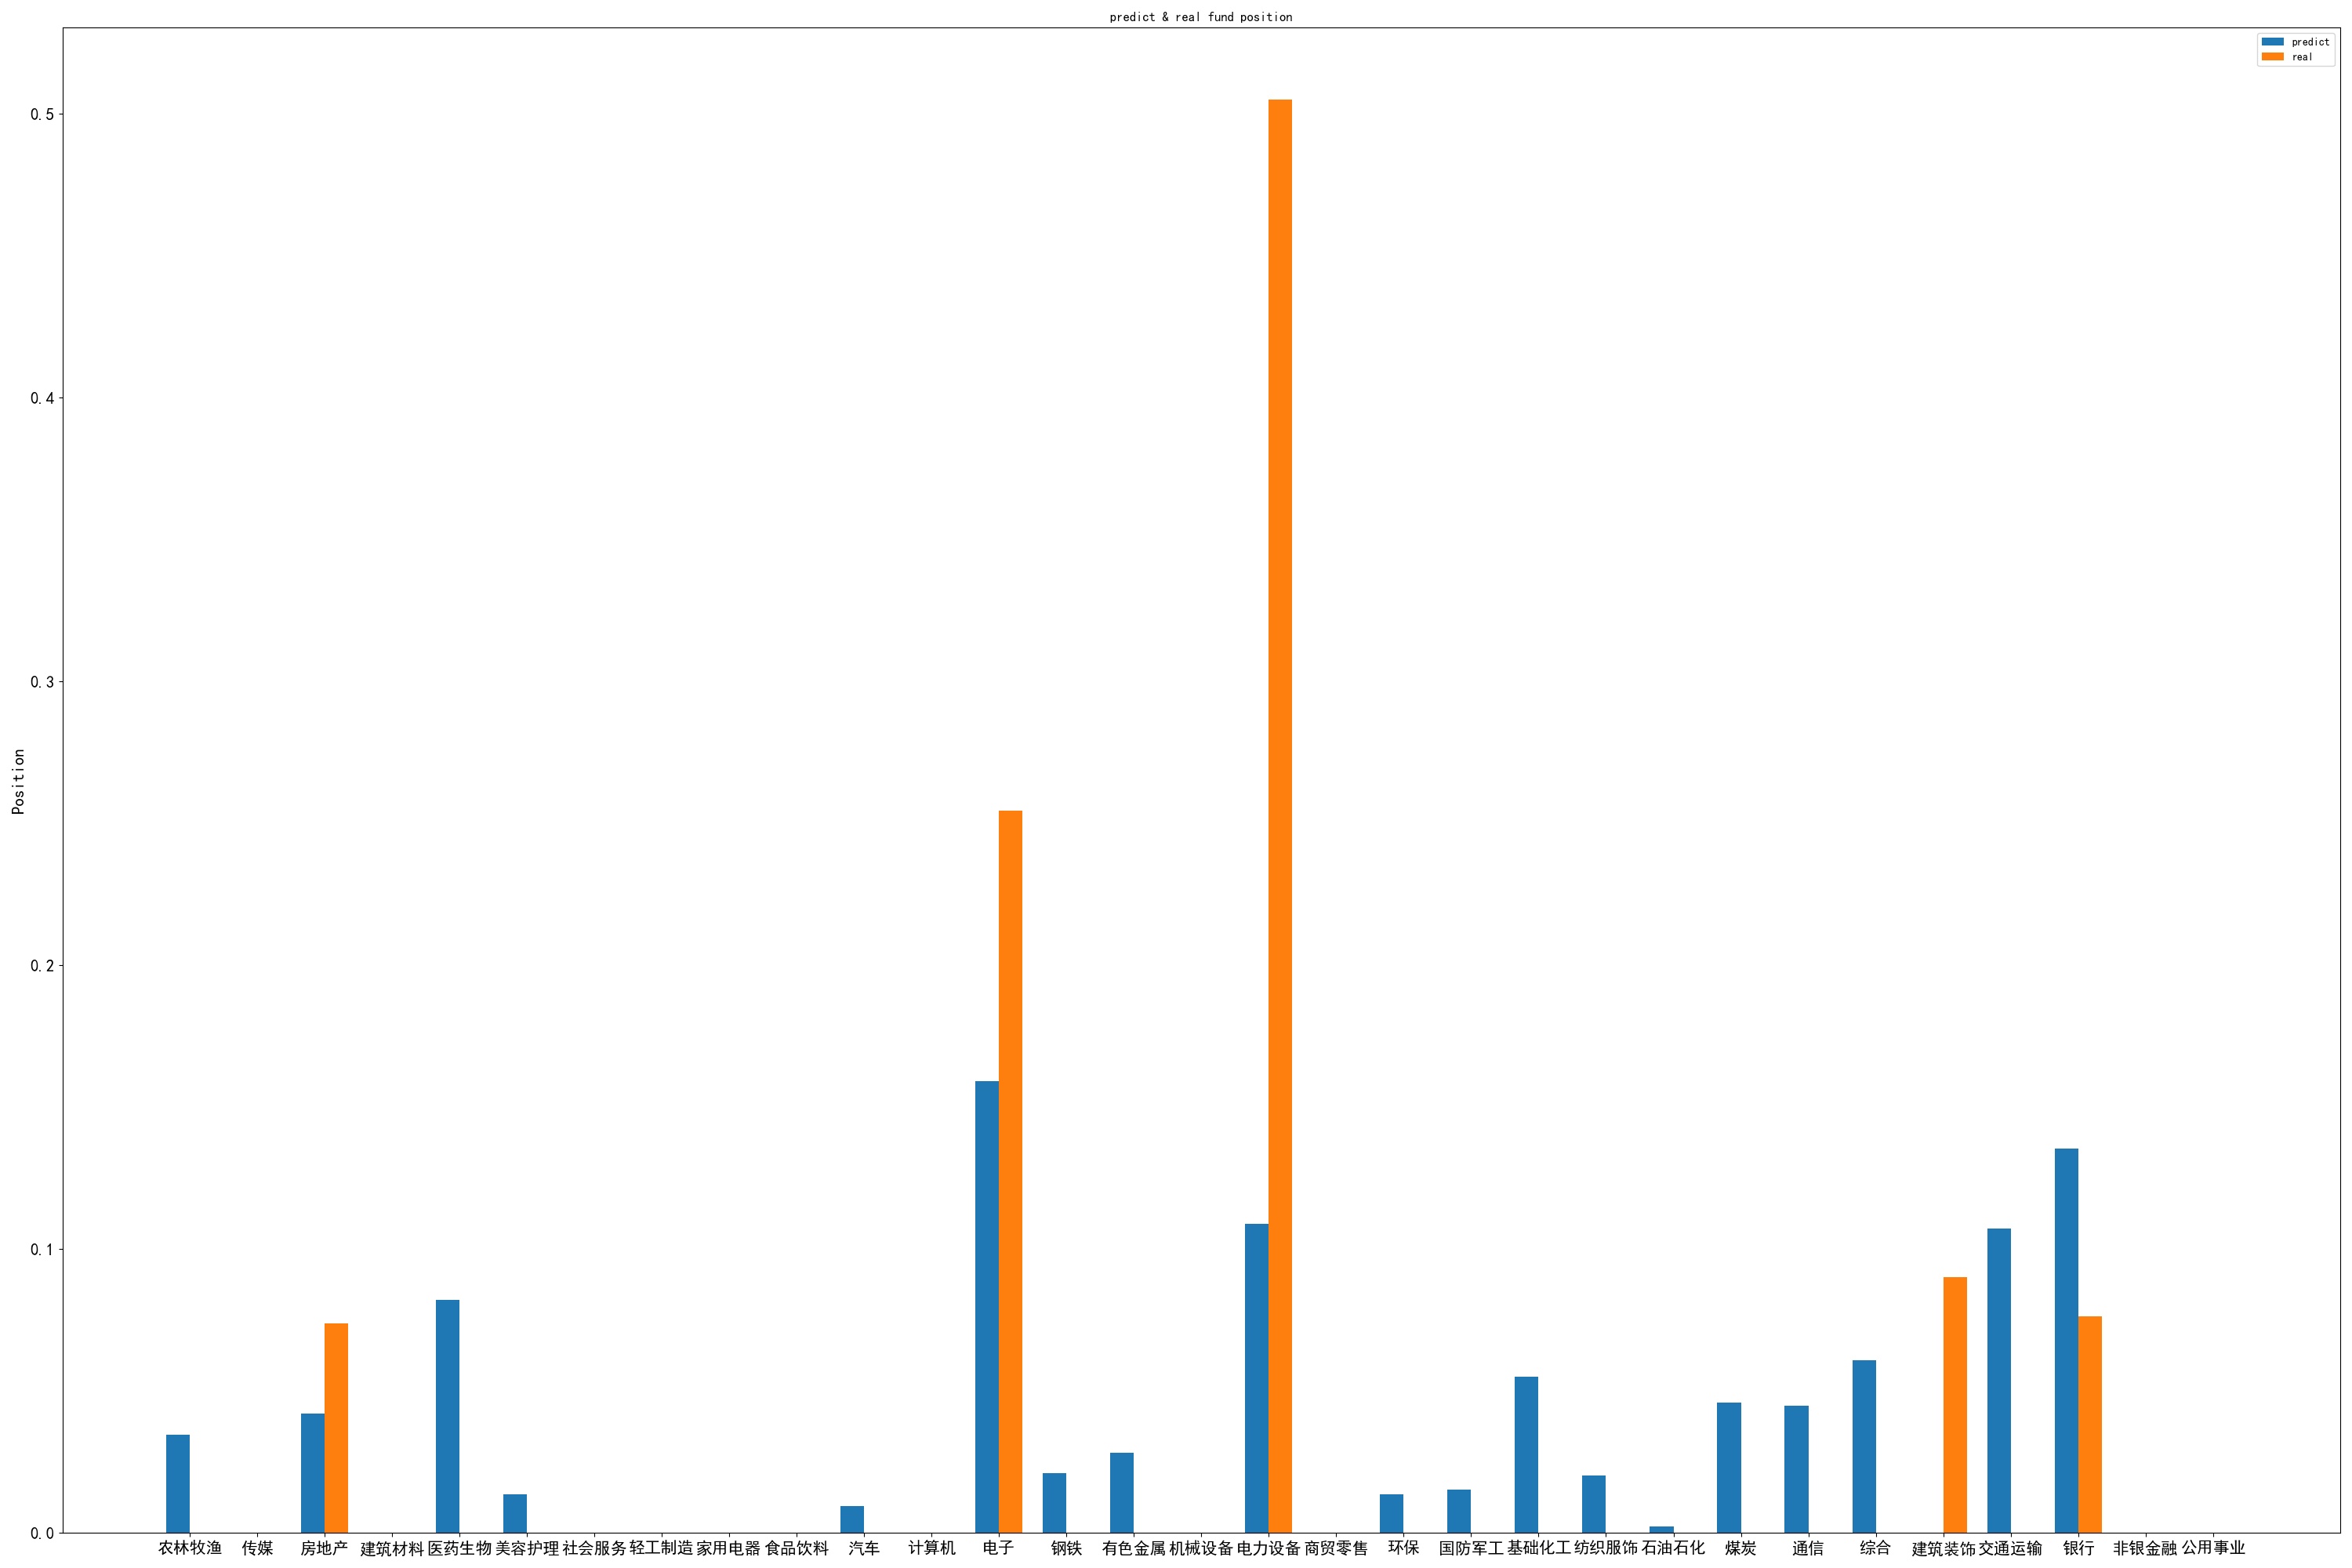 predict & real fund position
predict
real
0.5
0.4
0.3
0.2
0.1
0.0
Position
农林牧渔 传媒 房地产 建筑材料 医药生物 美容护理 社会服务 轻工制造 家用电器 食品饮料 汽车 计算机 电子 钢铁 有色金属 机械设备 电力设备 商贸零售 环保 国防军工 基础化工 纺织服饰 石油石化 煤炭 通信 综合 建筑装饰 交通运输 银行 非银金融 公用事业